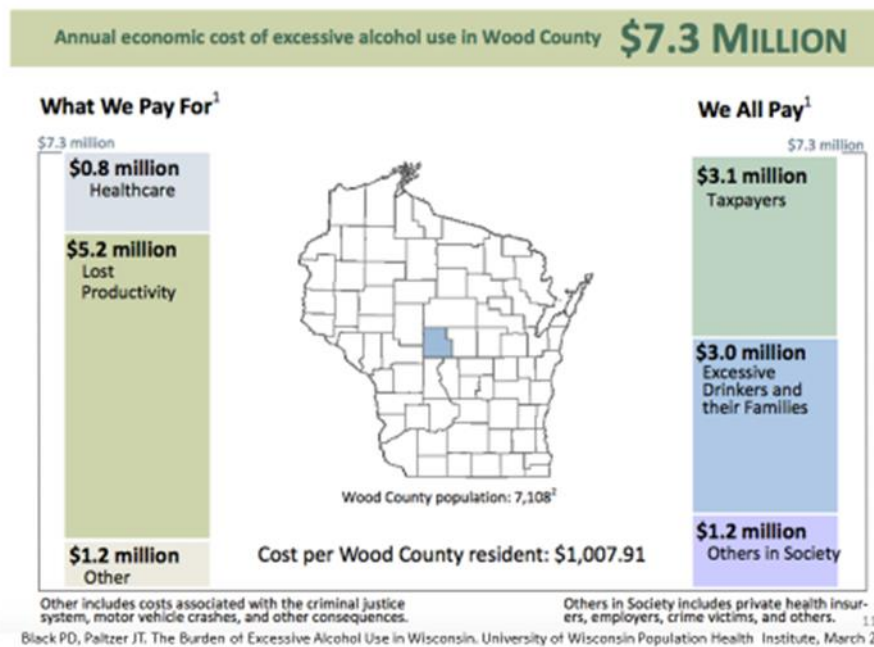 Annual economic cost of excessive alcohol use in Wood County $7.3 MILLION
What We Pay For1
$7.3 million
$0.8 million
Healthcare
$5.2 million
Lost
Productivity
$1.2 million
Other
Other includes costs associated with the criminal justice
system, motor vehicle crashes, and other consequences.
Wood County population: 7,1082
Cost per Wood County resident: $1,007.91
We All Pay1
$7.3 million
$3.1 million
Taxpayers
$3.0 million
Excessive
Drinkers and
their Families
$1.2 million
Others in Society
Others in Society includes private health insur-
ers, employers, crime victims, and others.
11
Black PD, Paltzer JT. The Burden of Excessive Alcohol Use in Wisconsin. University of Wisconsin Population Health Institute, March 2